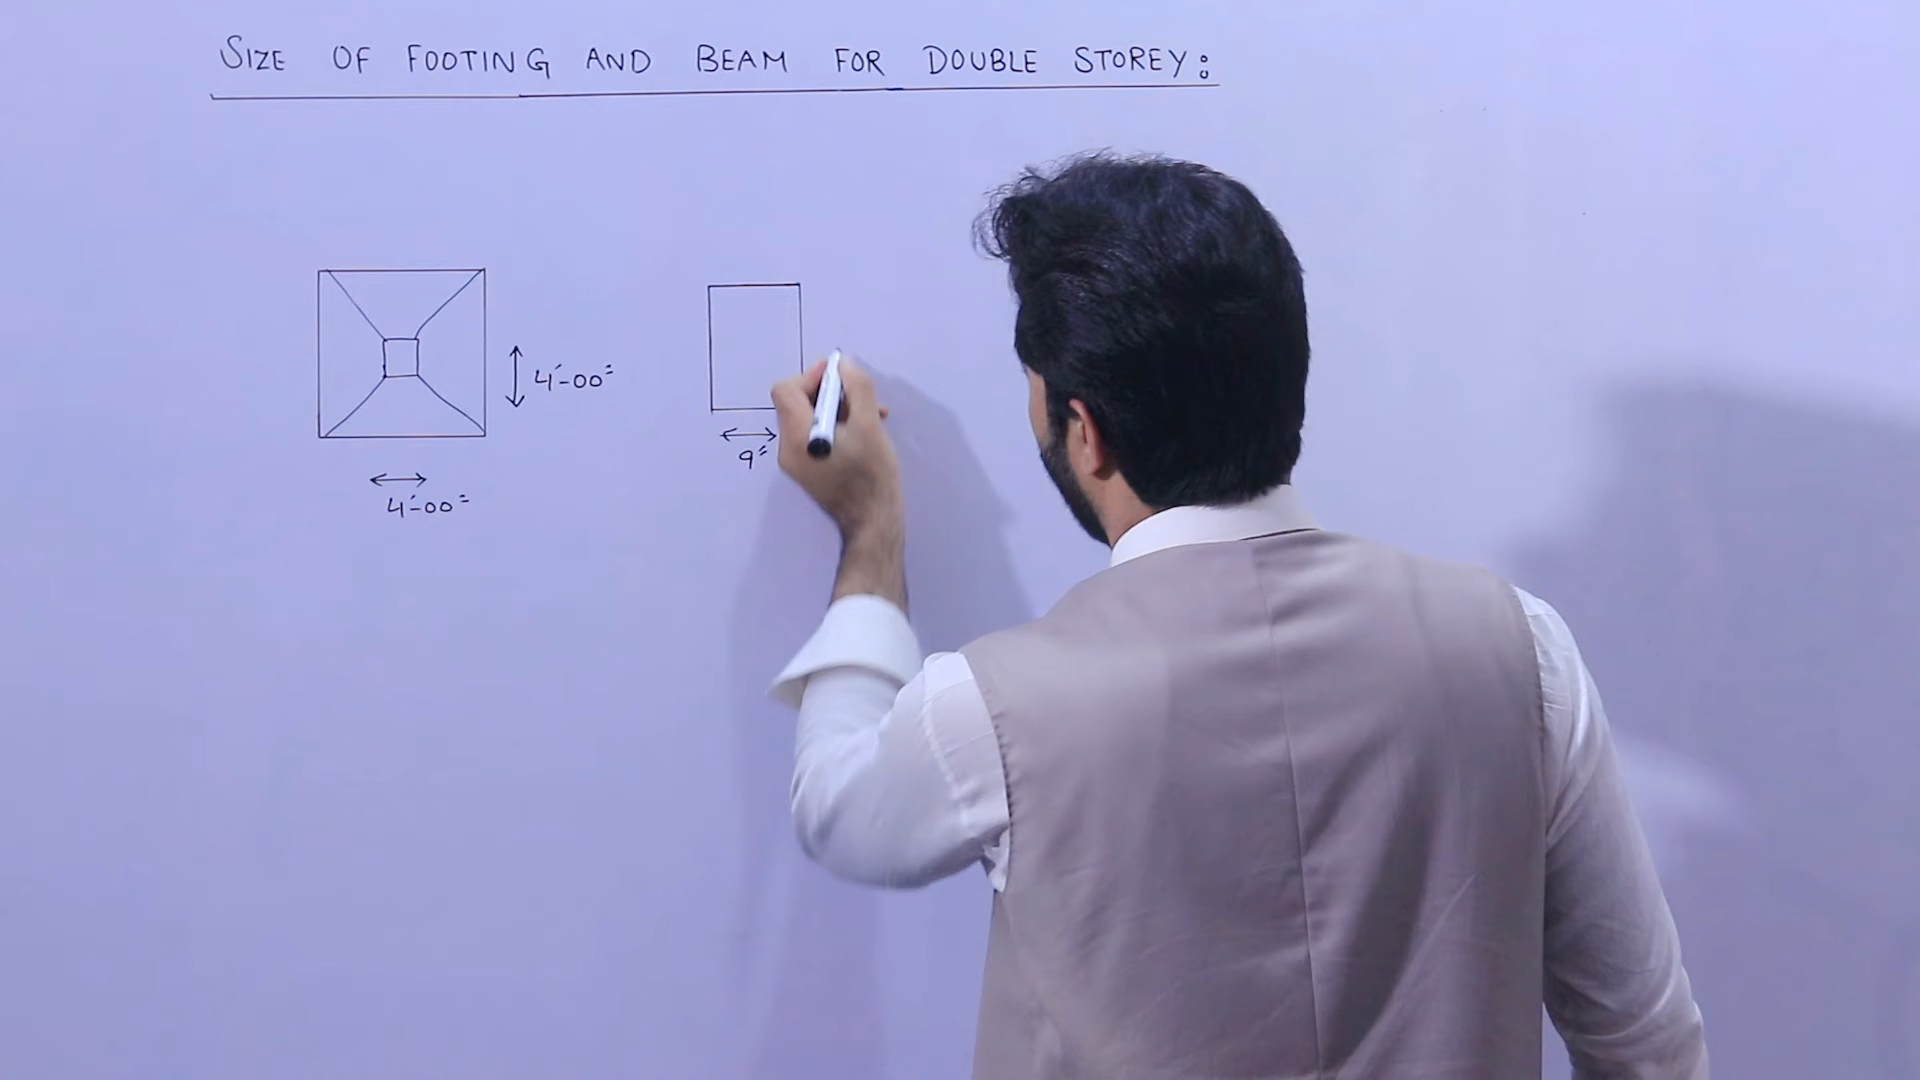 SIZE OF FOOTING AND BEAM FOR DOUBLE STOREY:
4'-00"
9"
4'-00"